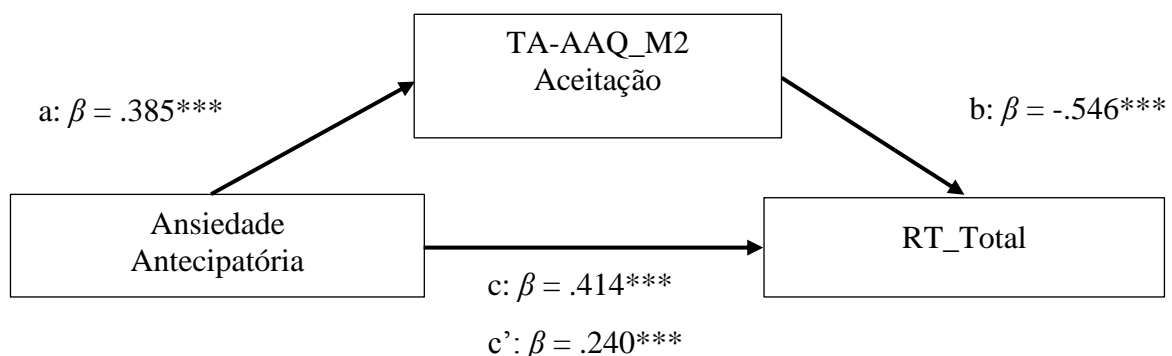 TA-AAQ_M2
Aceitação
a: β = .385***
b: β = -.546***
Ansiedade
Antecipatória
RT_Total
c: β = .414***
c’: β = .240***